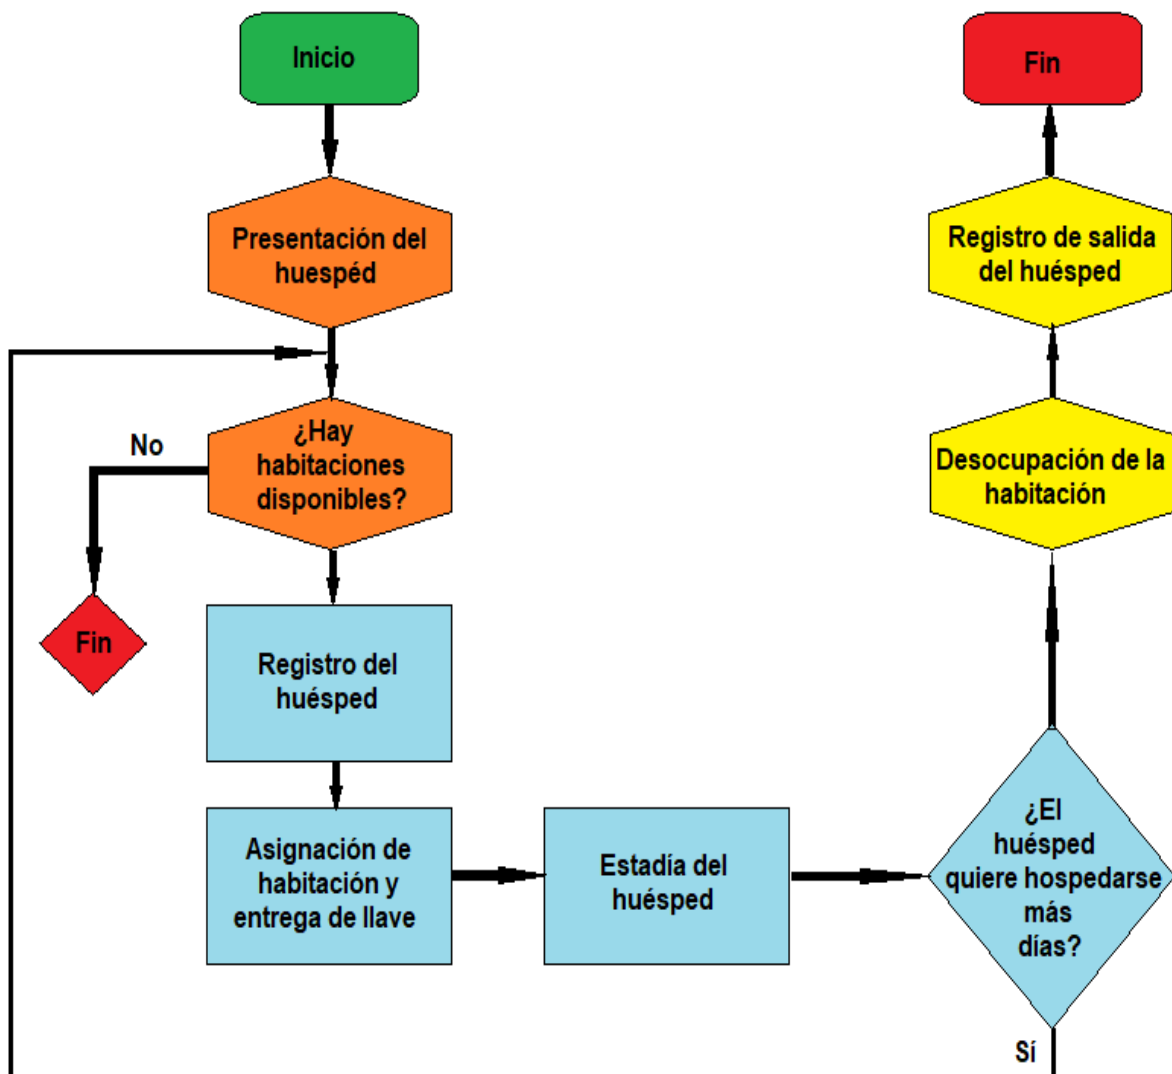 Inicio
Presentación del
huespéd
¿Hay
habitaciones
disponibles?
No
Fin
Registro del
huésped
Asignación de
habitación y
entrega de llave
Estadía del
huésped
¿El
huésped
quiere hospedarse
más
días?
Sí
Desocupación de la
habitación
Registro de salida
del huésped
Fin